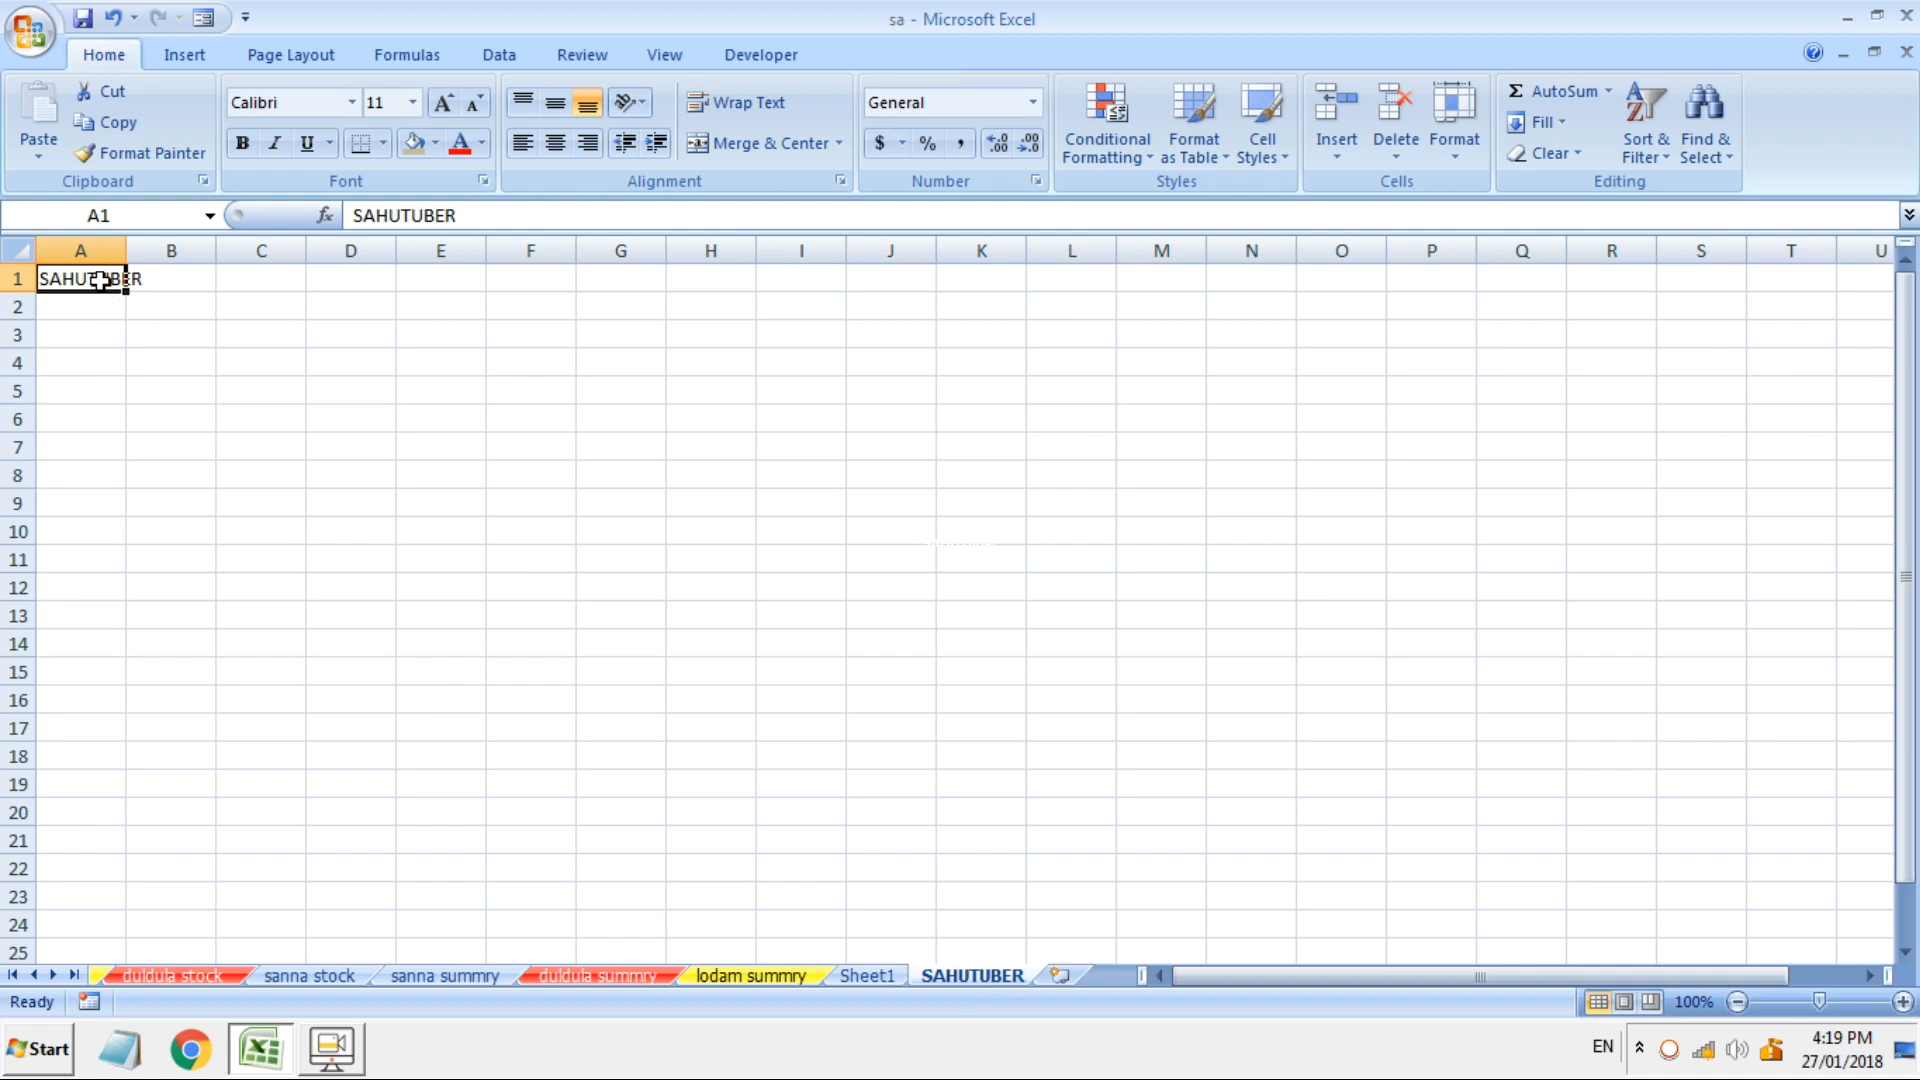 sa - Microsoft Excel
Home Insert Page Layout Formulas Data Review View Developer
Paste
Cut
Copy
Format Painter
Clipboard
Calibri 11
B I U
Font
Wrap Text
Merge & Center
Alignment
General
$ % ,
Number
Conditional Formatting
Format as Table
Cell Styles
Styles
Insert Delete Format
Cells
Σ AutoSum
Fill
Clear
Sort & Filter
Find & Select
Editing
A1 fx SAHUTUBER
A B C D E F G H I J K L M N O P Q R S T U
1 SAHUTUBER
2
3
4
5
6
7
8
9
10
11
12
13
14
15
16
17
18
19
20
21
22
23
24
25
duldula stock sanna stock sanna summry duldula summry lodam summry Sheet1 SAHUTUBER
Ready 100%
Start EN 4:19 PM
27/01/2018